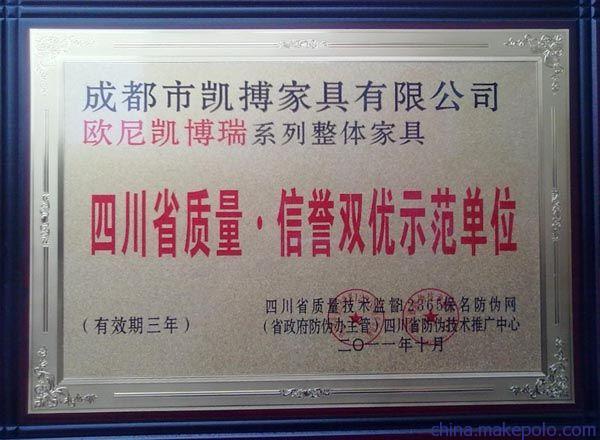 成都市凯搏家具有限公司
欧尼凯博瑞系列整体家具
四川省质量·信誉双优示范单位
四川省质量技术监督12365保名防伪网
(有效期三年)
(省政府防伪办主管)四川省防伪技术推广中心
二〇一一年十月
china.makepolo.com